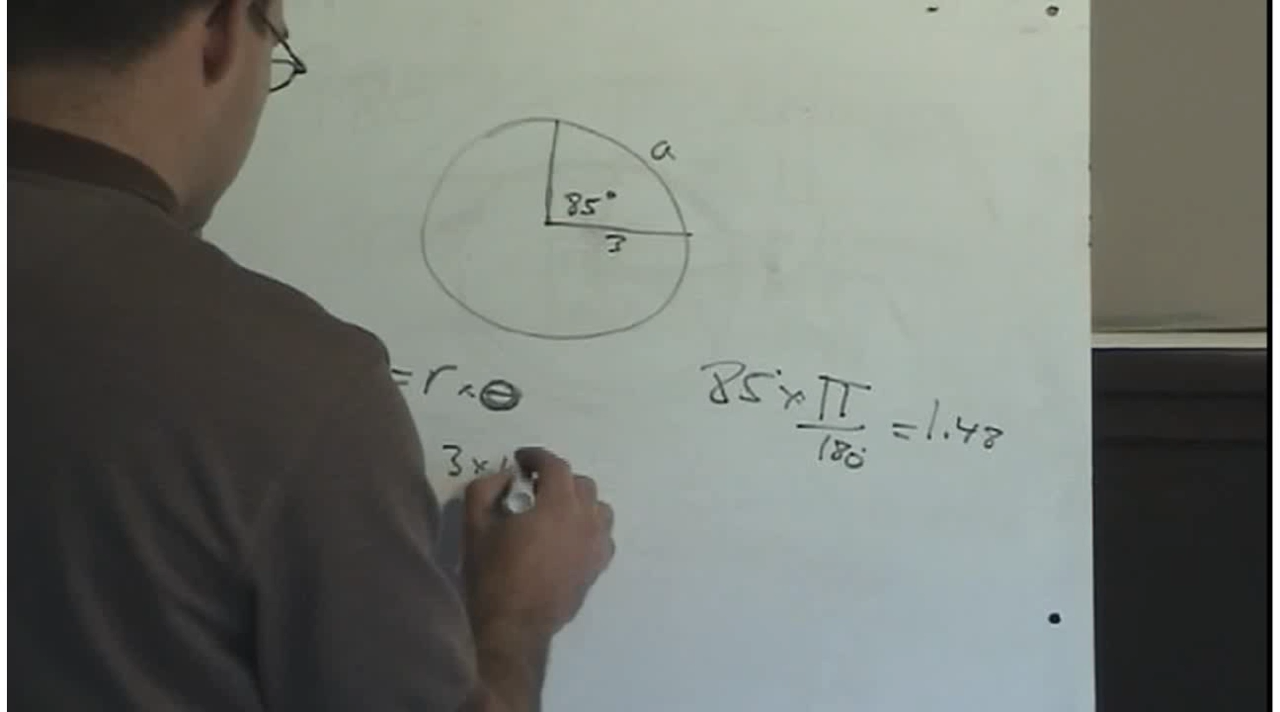 a
85°
3
= r × θ
85° × π/180° = 1.48
3 ×